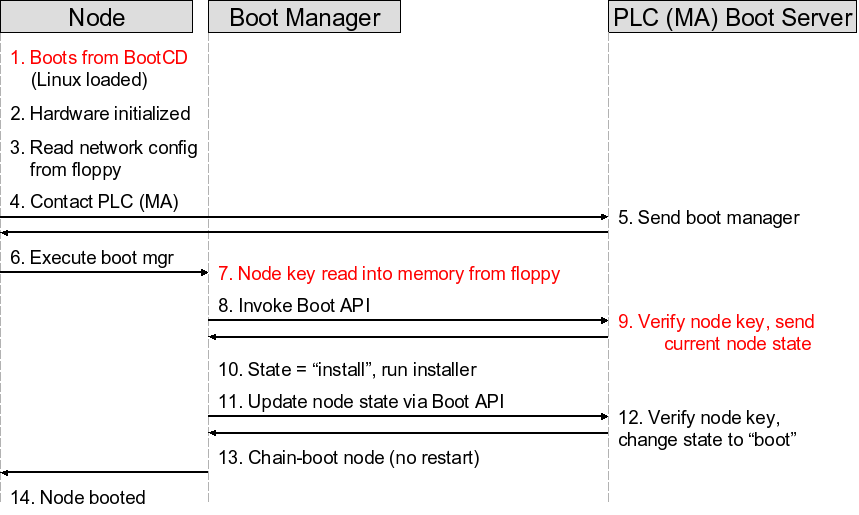 Node
Boot Manager
PLC (MA) Boot Server
1. Boots from BootCD
(Linux loaded)
2. Hardware initialized
3. Read network config
from floppy
4. Contact PLC (MA)
5. Send boot manager
6. Execute boot mgr
7. Node key read into memory from floppy
8. Invoke Boot API
9. Verify node key, send
current node state
10. State = “install”, run installer
11. Update node state via Boot API
12. Verify node key,
change state to “boot”
13. Chain-boot node (no restart)
14. Node booted